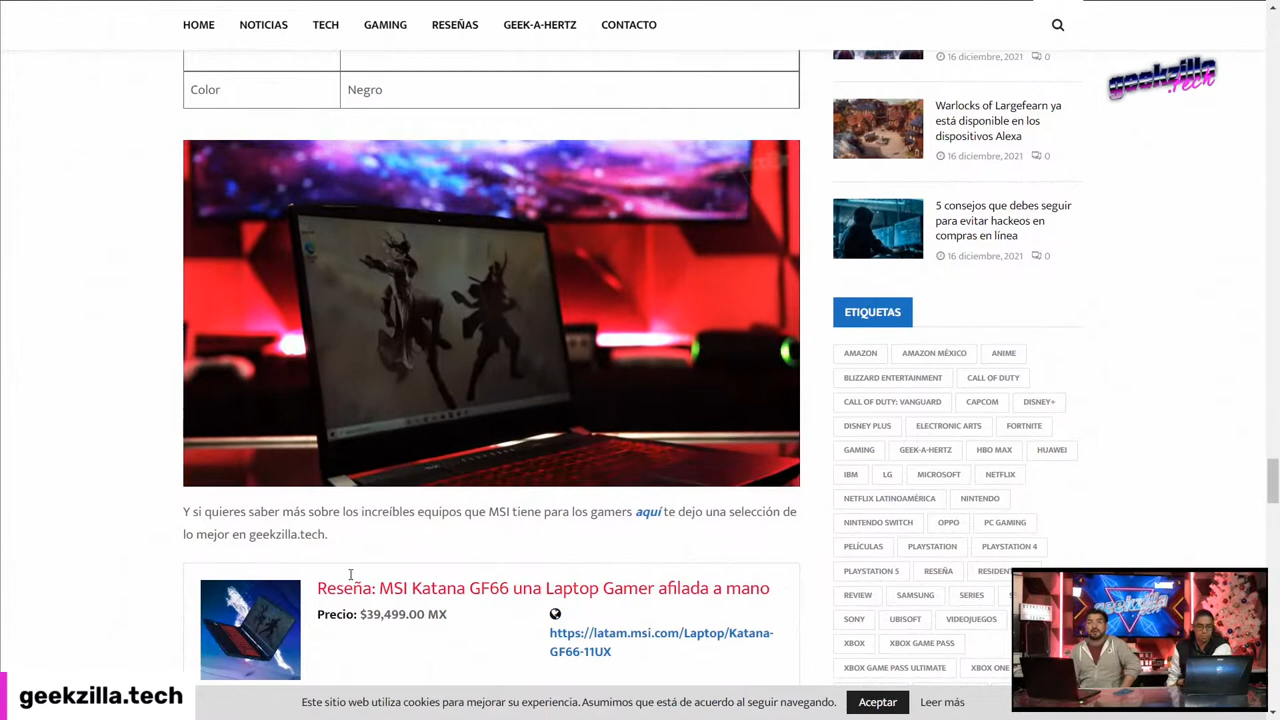 HOME NOTICIAS TECH GAMING RESEÑAS GEEK-A-HERTZ CONTACTO
Color Negro
Y si quieres saber más sobre los increíbles equipos que MSI tiene para los gamers aquí te dejo una selección de
lo mejor en geekzilla.tech.
Reseña: MSI Katana GF66 una Laptop Gamer afilada a mano
Precio: $39,499.00 MX
https://latam.msi.com/Laptop/Katana-
GF66-11UX
16 diciembre, 2021 0
Warlocks of Largefearn ya
está disponible en los
dispositivos Alexa
16 diciembre, 2021 0
5 consejos que debes seguir
para evitar hackeos en
compras en línea
16 diciembre, 2021 0
ETIQUETAS
AMAZON AMAZON MÉXICO ANIME
BLIZZARD ENTERTAINMENT CALL OF DUTY
CALL OF DUTY: VANGUARD CAPCOM DISNEY+
DISNEY PLUS ELECTRONIC ARTS FORTNITE
GAMING GEEK-A-HERTZ HBO MAX HUAWEI
IBM LG MICROSOFT NETFLIX
NETFLIX LATINOAMÉRICA NINTENDO
NINTENDO SWITCH OPPO PC GAMING
PELÍCULAS PLAYSTATION PLAYSTATION 4
PLAYSTATION 5 RESEÑA RESIDEN
REVIEW SAMSUNG SERIES
SONY UBISOFT VIDEOJUEGOS
XBOX XBOX GAME PASS
XBOX GAME PASS ULTIMATE XBOX ONE
geekzilla
.tech
geekzilla.tech
Este sitio web utiliza cookies para mejorar su experiencia. Asumimos que está de acuerdo al seguir navegando. Aceptar Leer más